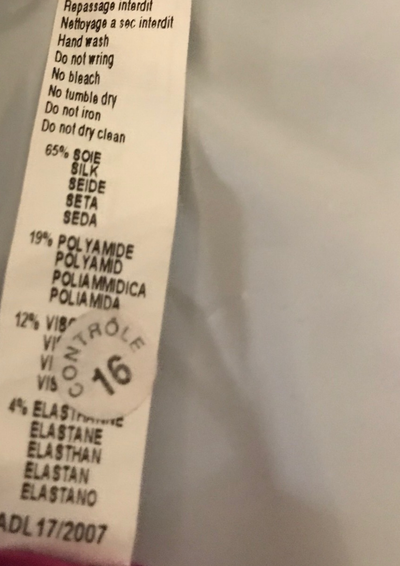 Repassage interdit
Nettoyage a sec interdit
Hand wash
Do not wring
No bleach
No tumble dry
Do not iron
Do not dry clean
65% SOIE
SILK
SEIDE
SETA
SEDA
19% POLYAMIDE
POLYAMID
POLIAMMIDICA
POLIAMIDA
12%
CONTRÔLE
16
4%
ELASTANE
ELASTHAN
ELASTAN
ELASTANO
ADL 17/2007